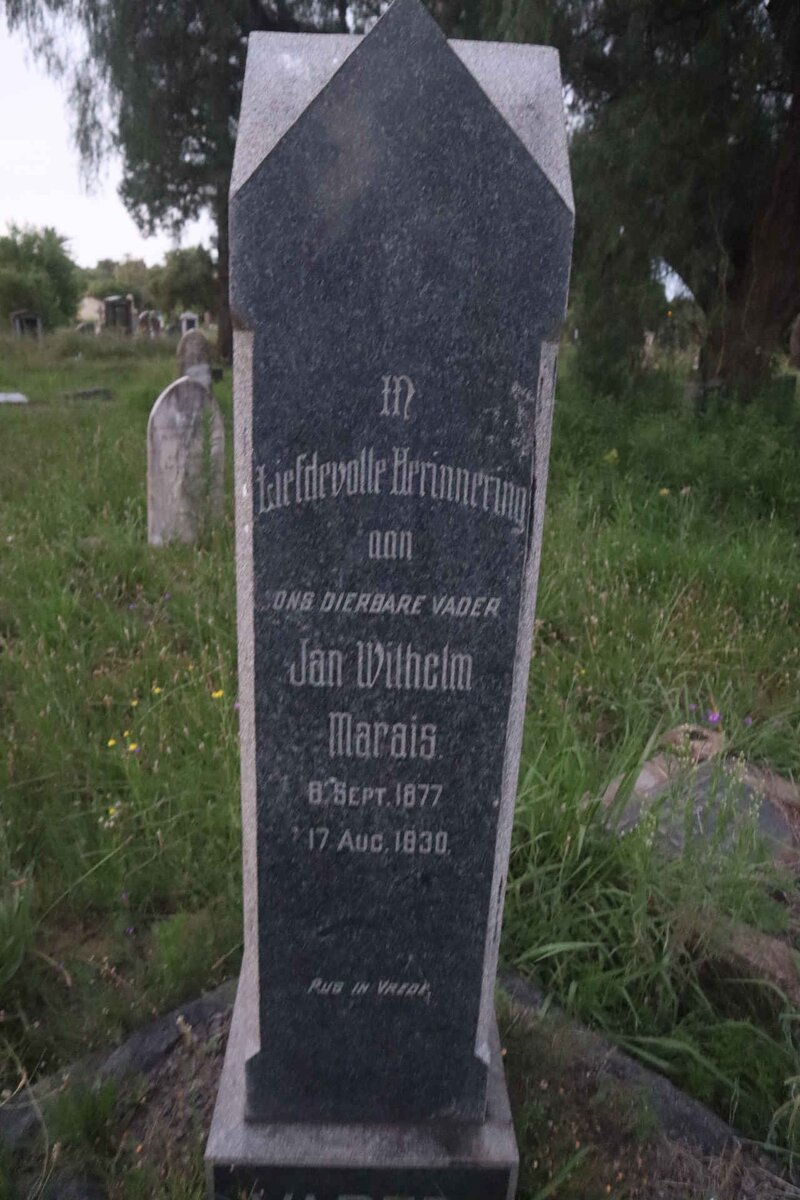 In
Liefdevolle Herinnering
aan
ONS DIERBARE VADER
Jan Wilhelm
Marais.
8. SEPT. 1877
17 AUG. 1930.
RUS IN VREDE.
VADER